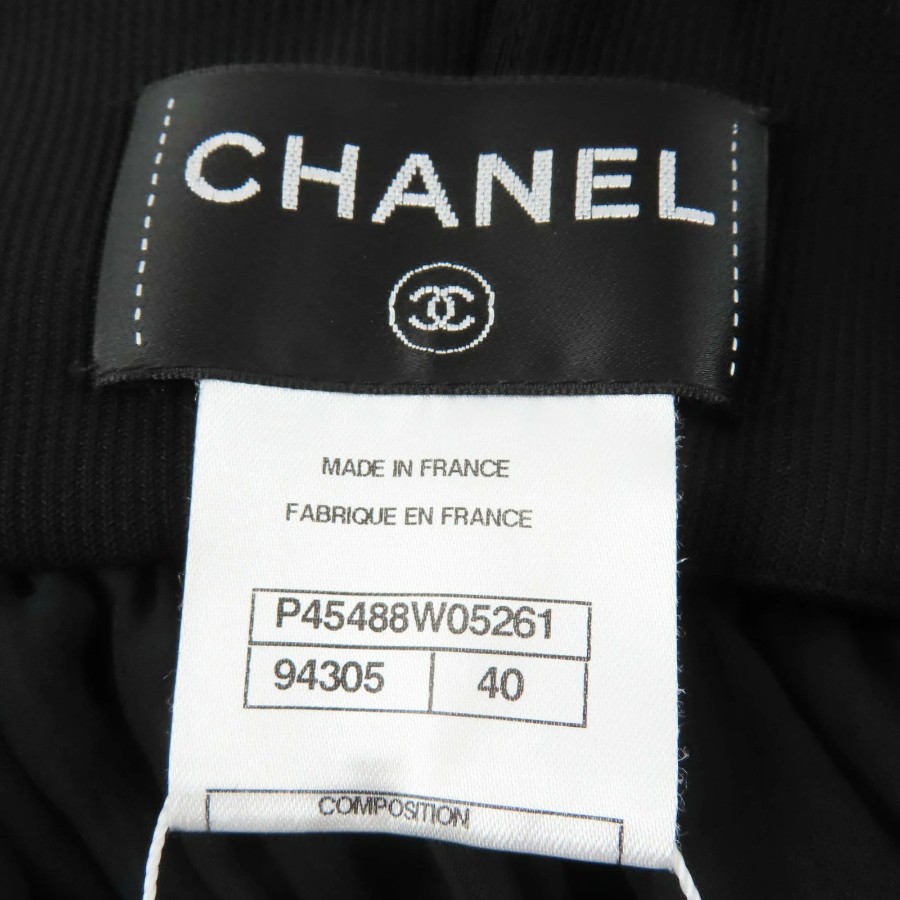 CHANEL
MADE IN FRANCE
FABRIQUE EN FRANCE
P45488W05261
94305 40
COMPOSITION